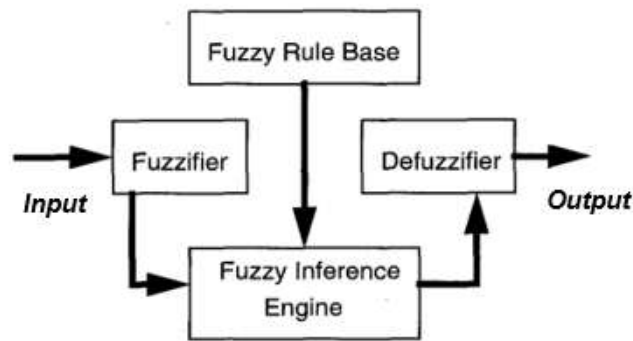 Fuzzy Rule Base
Fuzzifier
Defuzzifier
Input
Output
Fuzzy Inference
Engine